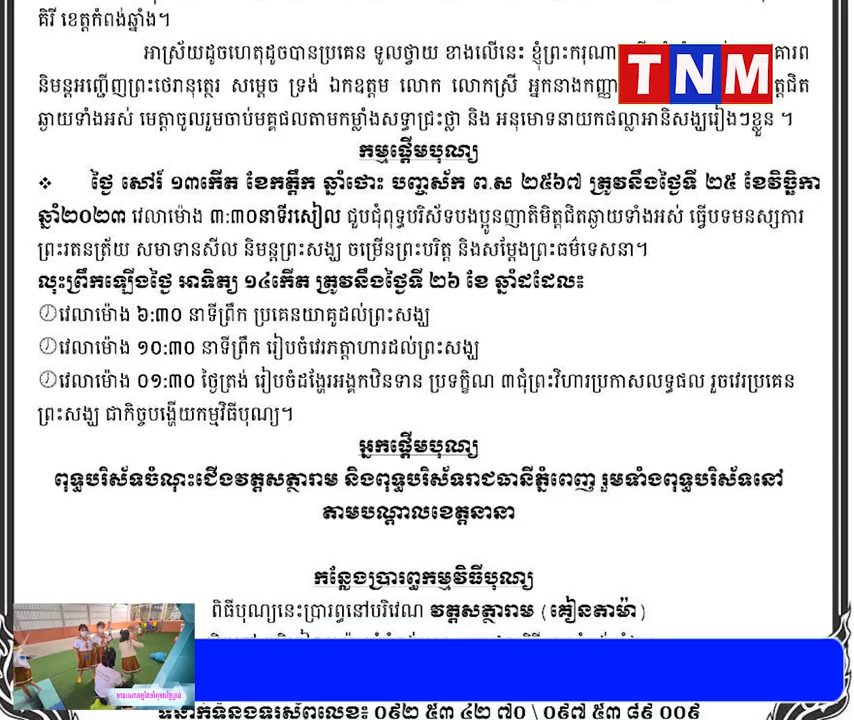 គិរី ខេត្តកំពង់ឆ្នាំង។
អាស្រ័យដូចហេតុដូចបានប្រគេន ទូលថ្វាយ ខាងលើនេះ ខ្ញុំព្រះករុណា គារព
និមន្តអញ្ជើញព្រះថេរានុត្ថេរ សម្តេច ទ្រង់ ឯកឧត្តម លោក លោកស្រី អ្នកនាងកញ្ញា
TNM
ឆ្ងាយទាំងអស់ មេត្តាចូលរួមចាប់មគ្គផលតាមកម្លាំងសទ្ធាជ្រះថ្លា និង អនុមោទនាយកផល្លានិសង្ឃរៀងៗខ្លួន ។
កម្មផ្តើមបុណ្យ
❖ ថ្ងៃ សៅរ៍ ១៣កើត ខែកត្តឹក ឆ្នាំថោះ បញ្ចស័ក ព.ស ២៥៦៧ ត្រូវនឹងថ្ងៃទី ២៥ ខែវិច្ឆិកា
ឆ្នាំ២០២៣ វេលាម៉ោង ៣:៣០នាទីរសៀល ជួបជុំពុទ្ធបរិស័ទបងប្អូនញាតិមិត្តជិតឆ្ងាយទាំងអស់ ធ្វើបទមនស្សការ
ព្រះរតនត្រ័យ សមាទានសីល និមន្តព្រះសង្ឃ ចម្រើនព្រះបរិត្ត និងសម្តែងព្រះធម៌ទេសនា។
លុះព្រឹកឡើងថ្ងៃ អាទិត្យ ១៤កើត ត្រូវនឹងថ្ងៃទី ២៦ ខែ ឆ្នាំដដែល៖
វេលាម៉ោង ៦:៣០ នាទីព្រឹក ប្រគេនយាគូដល់ព្រះសង្ឃ
វេលាម៉ោង ១០:៣០ នាទីព្រឹក រៀបចំវេរភត្តាហារដល់ព្រះសង្ឃ
វេលាម៉ោង ០១:៣០ ថ្ងៃត្រង់ រៀបចំដង្ហែរអង្គកឋិនទាន ប្រទក្ខិណ ៣ជុំព្រះវិហារប្រកាសលទ្ធផល រួចវេរប្រគេន
ព្រះសង្ឃ ជាកិច្ចបង្ហើយកម្មវិធីបុណ្យ។
អ្នកផ្តើមបុណ្យ
ពុទ្ធបរិស័ទចំណុះជើងវត្តសត្ថារាម និងពុទ្ធបរិស័ទរាជធានីភ្នំពេញ រួមទាំងពុទ្ធបរិស័ទនៅ
តាមបណ្តាលខេត្តនានា
កន្លែងប្រារព្ធកម្មវិធីបុណ្យ
ពិធីបុណ្យនេះប្រារព្ធនៅបរិវេណ វត្តសត្ថារាម (គៀនតាម៉ា)
ទំនាក់ទំនងទូរស័ព្ទលេខ៖ ០៩២ ៥៣ ៤២ ៧០ \ ០៩៧ ៥៣ ៨៩ ០០៩